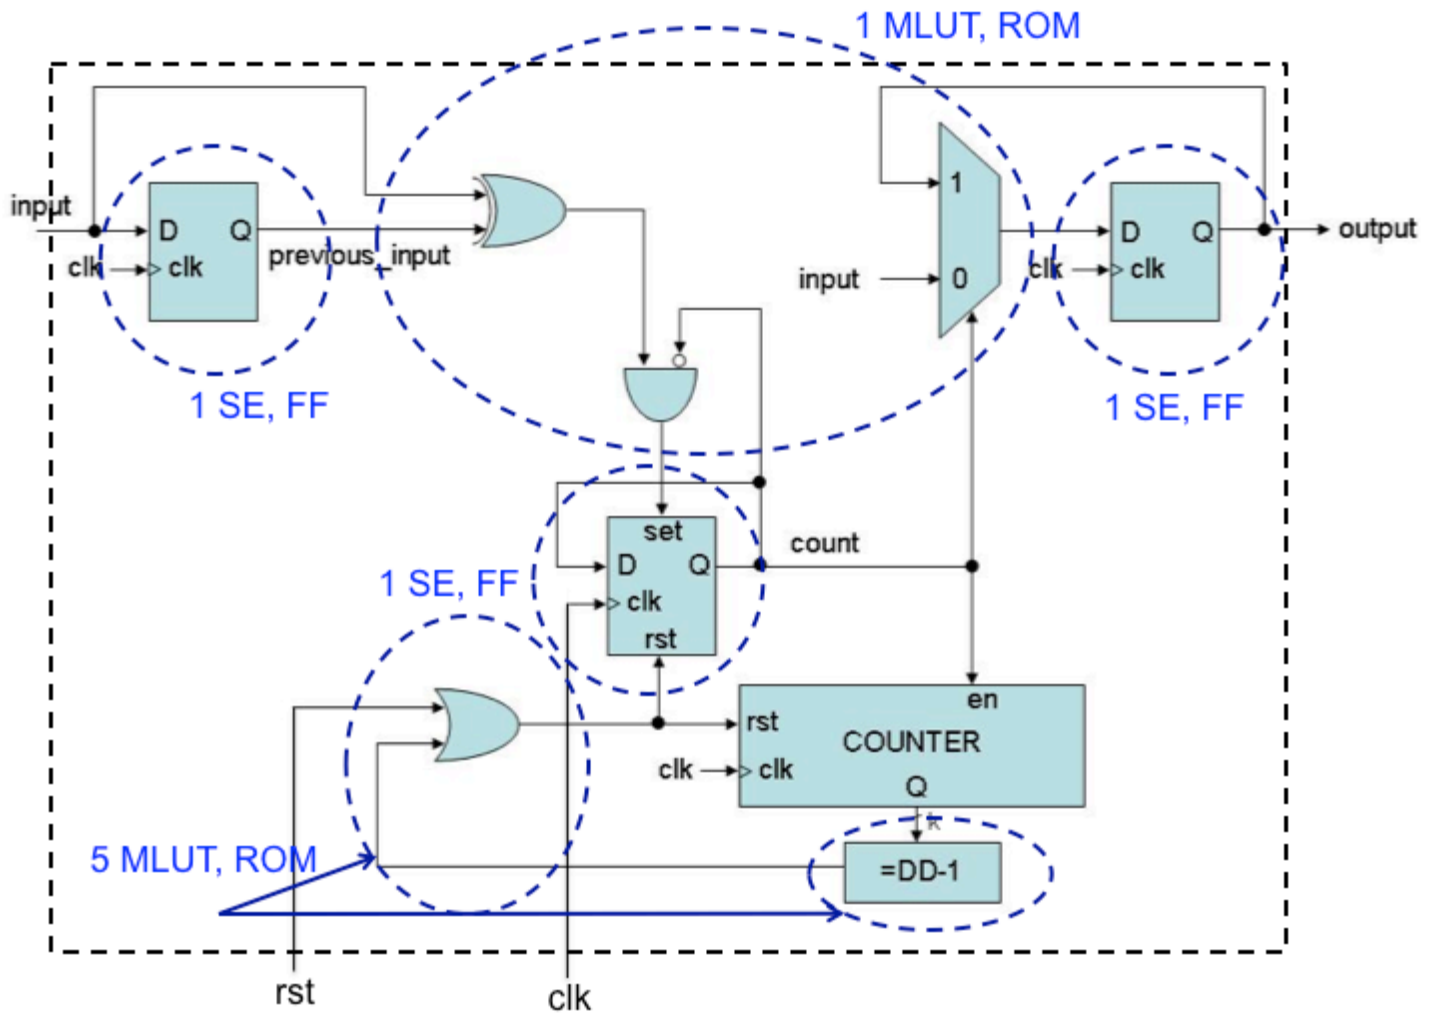 1 MLUT, ROM
input
D
Q
clk
clk
previous_input
1 SE, FF
1
input
0
D
Q
clk
clk
output
1 SE, FF
set
D
Q
clk
rst
count
1 SE, FF
en
rst
COUNTER
clk
clk
Q
k
=DD-1
5 MLUT, ROM
rst
clk